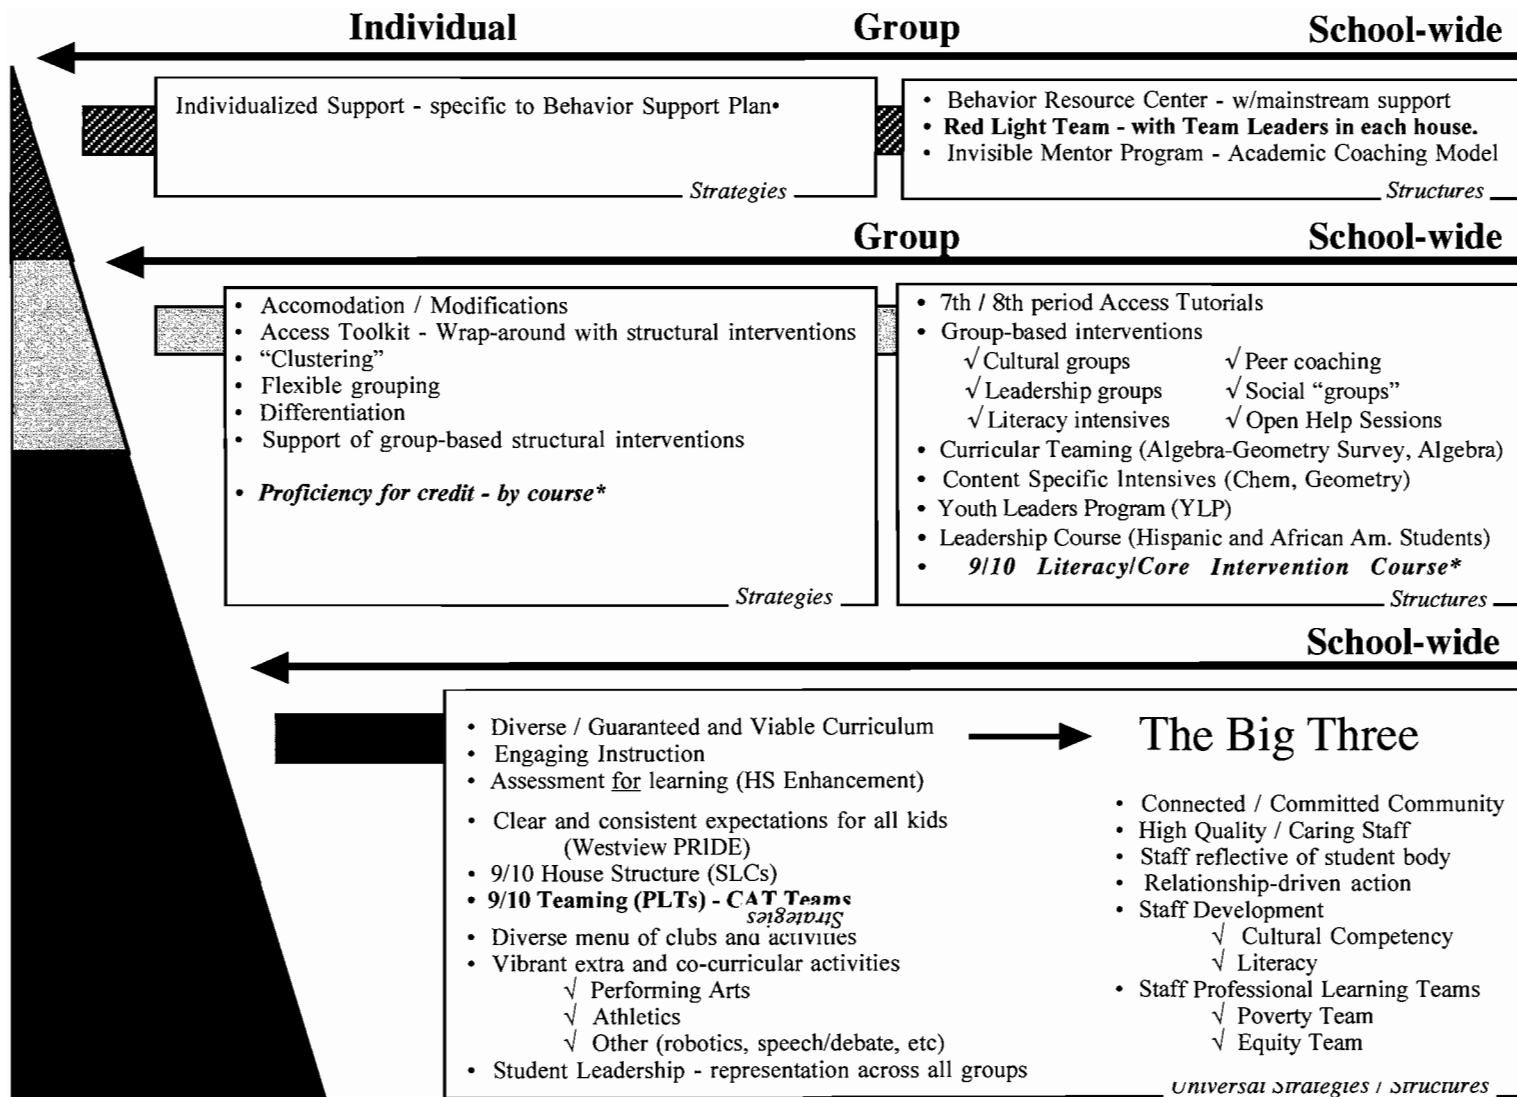 Individual Group School-wide
Individualized Support - specific to Behavior Support Plan•
Strategies
• Behavior Resource Center - w/mainstream support
• Red Light Team - with Team Leaders in each house.
• Invisible Mentor Program - Academic Coaching Model
Structures
Group School-wide
• Accomodation / Modifications
• Access Toolkit - Wrap-around with structural interventions
• “Clustering”
• Flexible grouping
• Differentiation
• Support of group-based structural interventions
• Proficiency for credit - by course*
Strategies
• 7th / 8th period Access Tutorials
• Group-based interventions
√ Cultural groups √ Peer coaching
√ Leadership groups √ Social “groups”
√ Literacy intensives √ Open Help Sessions
• Curricular Teaming (Algebra-Geometry Survey, Algebra)
• Content Specific Intensives (Chem, Geometry)
• Youth Leaders Program (YLP)
• Leadership Course (Hispanic and African Am. Students)
• 9/10 Literacy/Core Intervention Course*
Structures
School-wide
• Diverse / Guaranteed and Viable Curriculum
• Engaging Instruction
• Assessment for learning (HS Enhancement)
• Clear and consistent expectations for all kids
(Westview PRIDE)
• 9/10 House Structure (SLCs)
• 9/10 Teaming (PLTs) - CAT Teams
Strategies
• Diverse menu of clubs and activities
• Vibrant extra and co-curricular activities
√ Performing Arts
√ Athletics
√ Other (robotics, speech/debate, etc)
• Student Leadership - representation across all groups
The Big Three
• Connected / Committed Community
• High Quality / Caring Staff
• Staff reflective of student body
• Relationship-driven action
• Staff Development
√ Cultural Competency
√ Literacy
• Staff Professional Learning Teams
√ Poverty Team
√ Equity Team
Universal Strategies / Structures